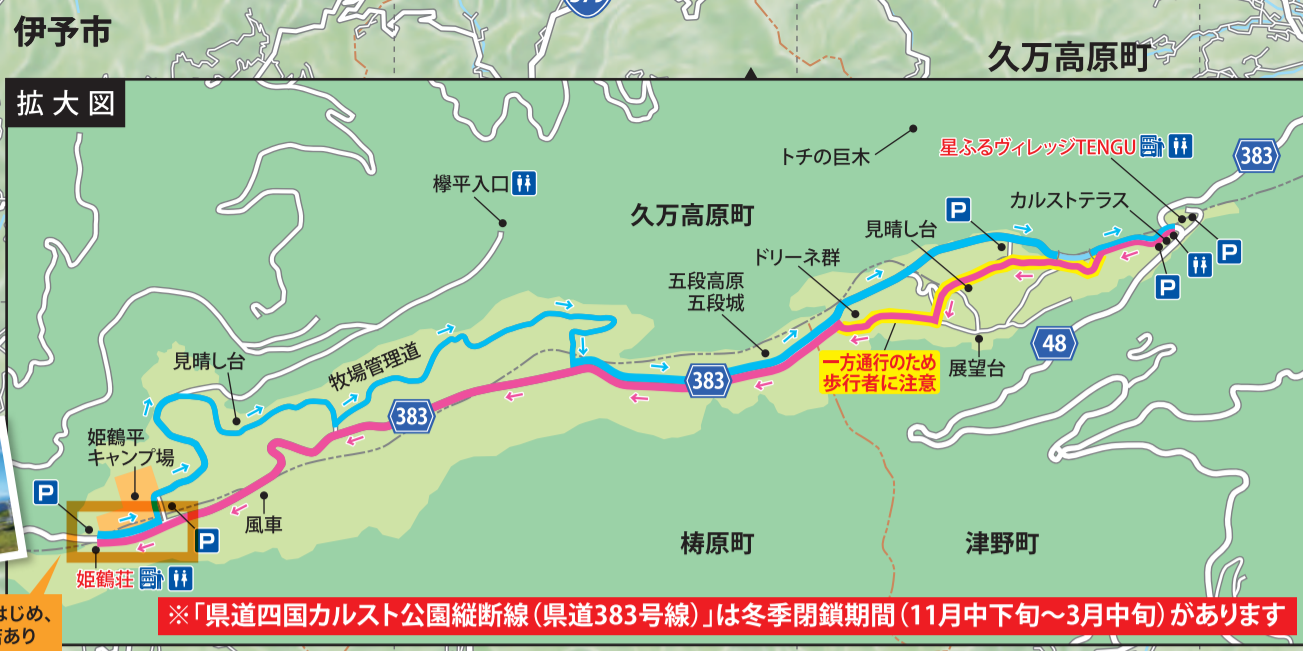 379
伊予市
久万高原町
拡大図
トチの巨木
星ふるヴィレッジTENGU
383
欅平入口
久万高原町
P
カルストテラス
見晴し台
ドリーネ群
P
五段高原
五段城
P
48
見晴し台
牧場管理道
383
一方通行のため
歩行者に注意
展望台
383
姫鶴平
キャンプ場
P
風車
P
梼原町
津野町
姫鶴荘
はじめ、
店あり
※「県道四国カルスト公園縦断線（県道383号線）」は冬季閉鎖期間（11月中下旬～3月中旬）があります